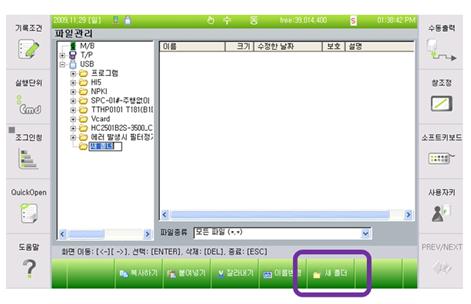 기록조건
실행단위
Cmd
조그인칭
QuickOpen
도움말
2009.11.29 [일]
수 동
free:39,014,400
S
01:38:42 PM
파일관리
M/B
T/P
USB
프로그램
HI5
NPKI
SPC-01#-주행없이
TTHP0101 T181(B1(
Vcard
HC2501B2S-3500.C
에러 발생시 필터정
새 폴더
이름
크기
수정한 날짜
보호
설명
파일종류
모든 파일 (*.*)
화면 이동: [<-][ ->], 선택: [ENTER], 삭제: [DEL], 종료: [ESC]
복사하기
붙여넣기
잘라내기
이름변경
새 폴더
수동출력
창조정
소프트키보드
사용자키
PREV/NEXT